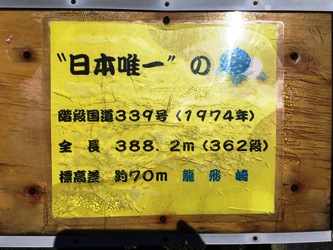 〝日本唯一〟の
階段国道339号（1974年）
全 長 388.2m（362段）
標高差 約70m 龍 飛 崎